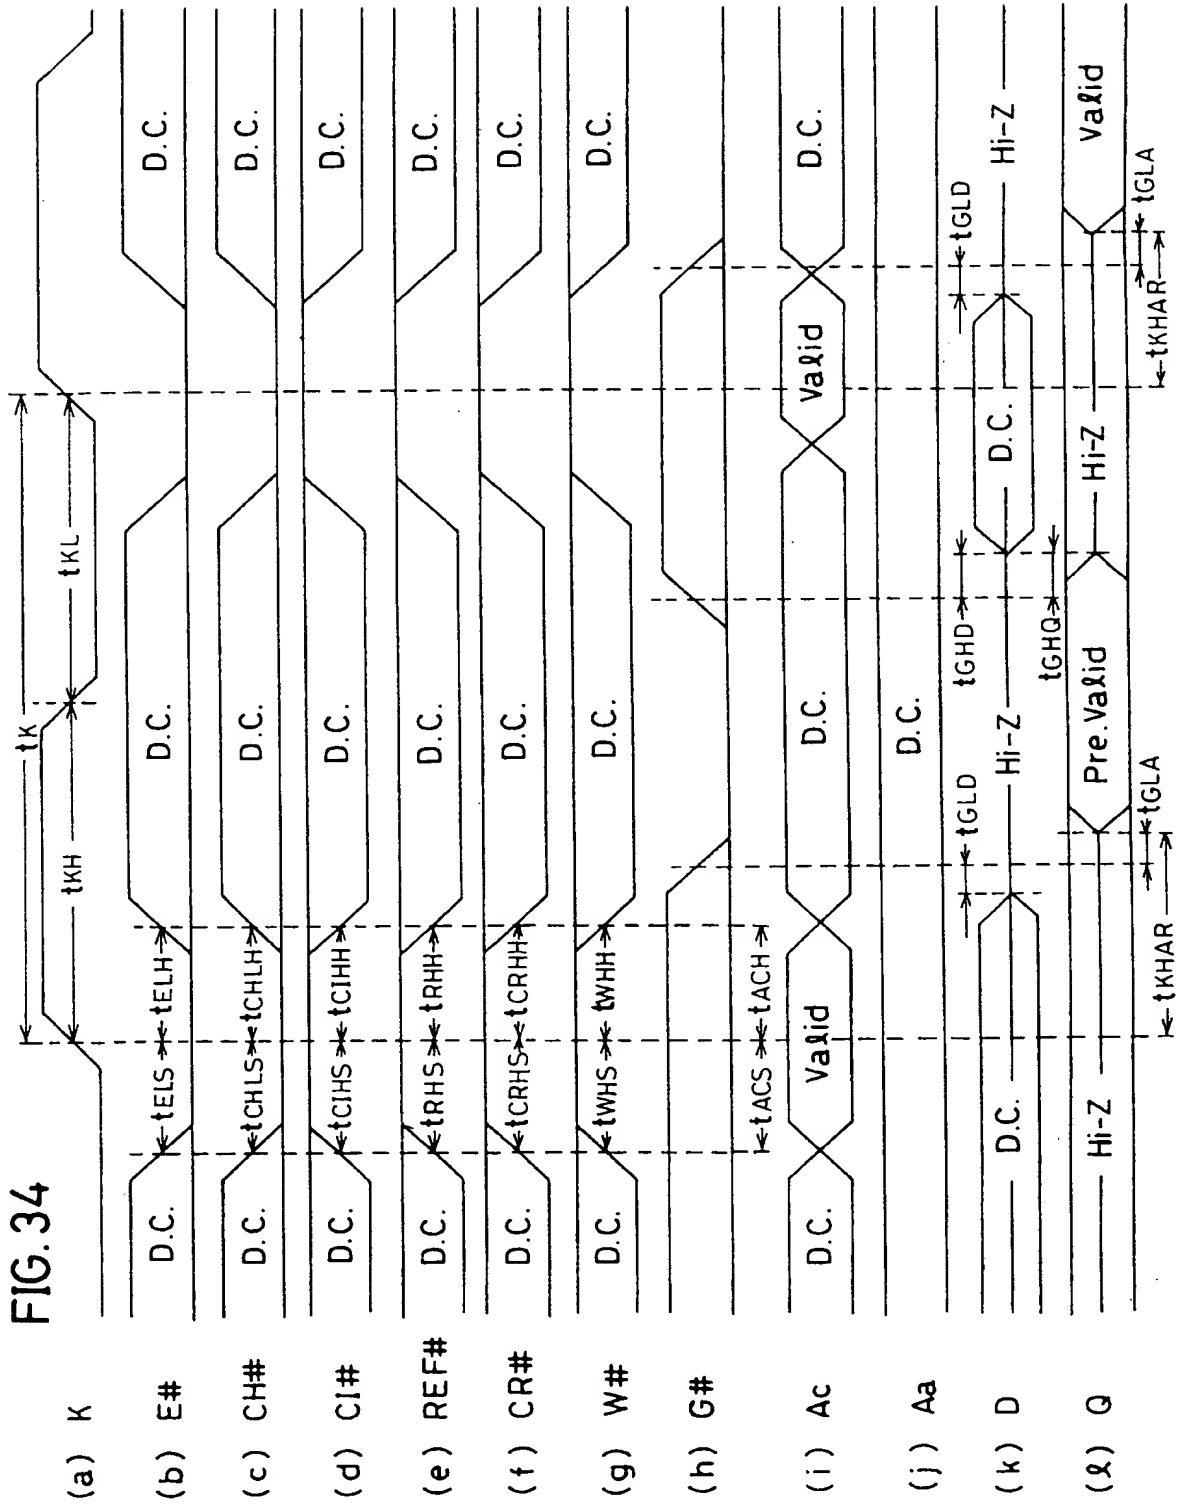 FIG. 34
(a) K tKH tKL tK
(b) E# D.C. tELS tELH D.C. D.C.
(c) CH# D.C. tCHLS tCHLH D.C. D.C.
(d) CI# D.C. tCIHS tCIHH D.C. D.C.
(e) REF# D.C. tRHS tRHH D.C. D.C.
(f) CR# D.C. tCRHS tCRHH D.C. D.C.
(g) W# D.C. tWHS tWHH D.C. D.C.
(h) G#
tACS tACH
(i) Ac D.C. Valid D.C. Valid D.C.
(j) Aa D.C.
tGLD tGHD tGLD
(k) D D.C. Hi-Z D.C. Hi-Z
tGHQ
(l) Q Hi-Z Pre.Valid Hi-Z Valid
tGLA tGLA
tKHAR tKHAR